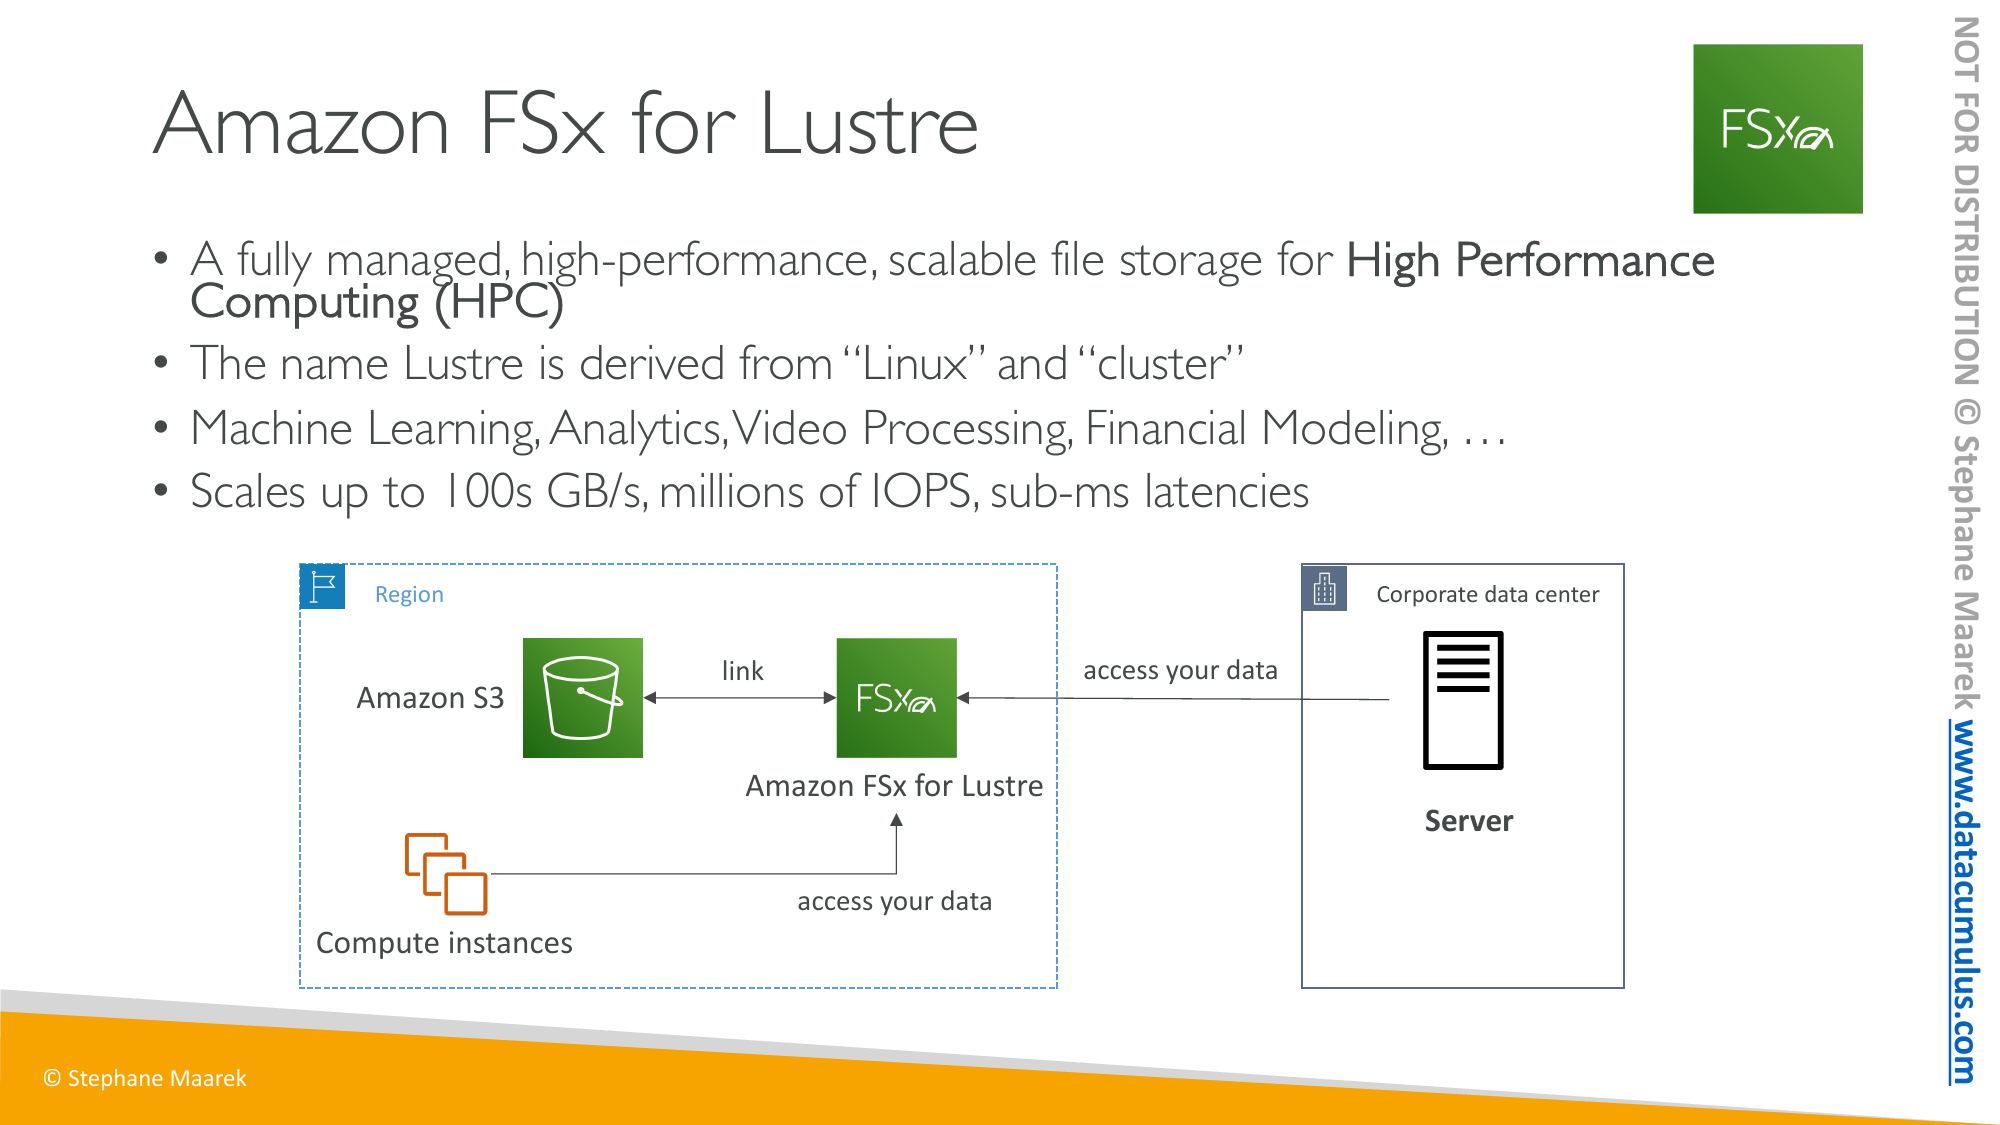 Amazon FSx for Lustre
FSx
• A fully managed, high-performance, scalable file storage for High Performance
Computing (HPC)
• The name Lustre is derived from “Linux” and “cluster”
• Machine Learning, Analytics, Video Processing, Financial Modeling, …
• Scales up to 100s GB/s, millions of IOPS, sub-ms latencies
Region
Corporate data center
Amazon S3
link
FSx
access your data
Amazon FSx for Lustre
Server
access your data
Compute instances
© Stephane Maarek
NOT FOR DISTRIBUTION © Stephane Maarek www.datacumulus.com